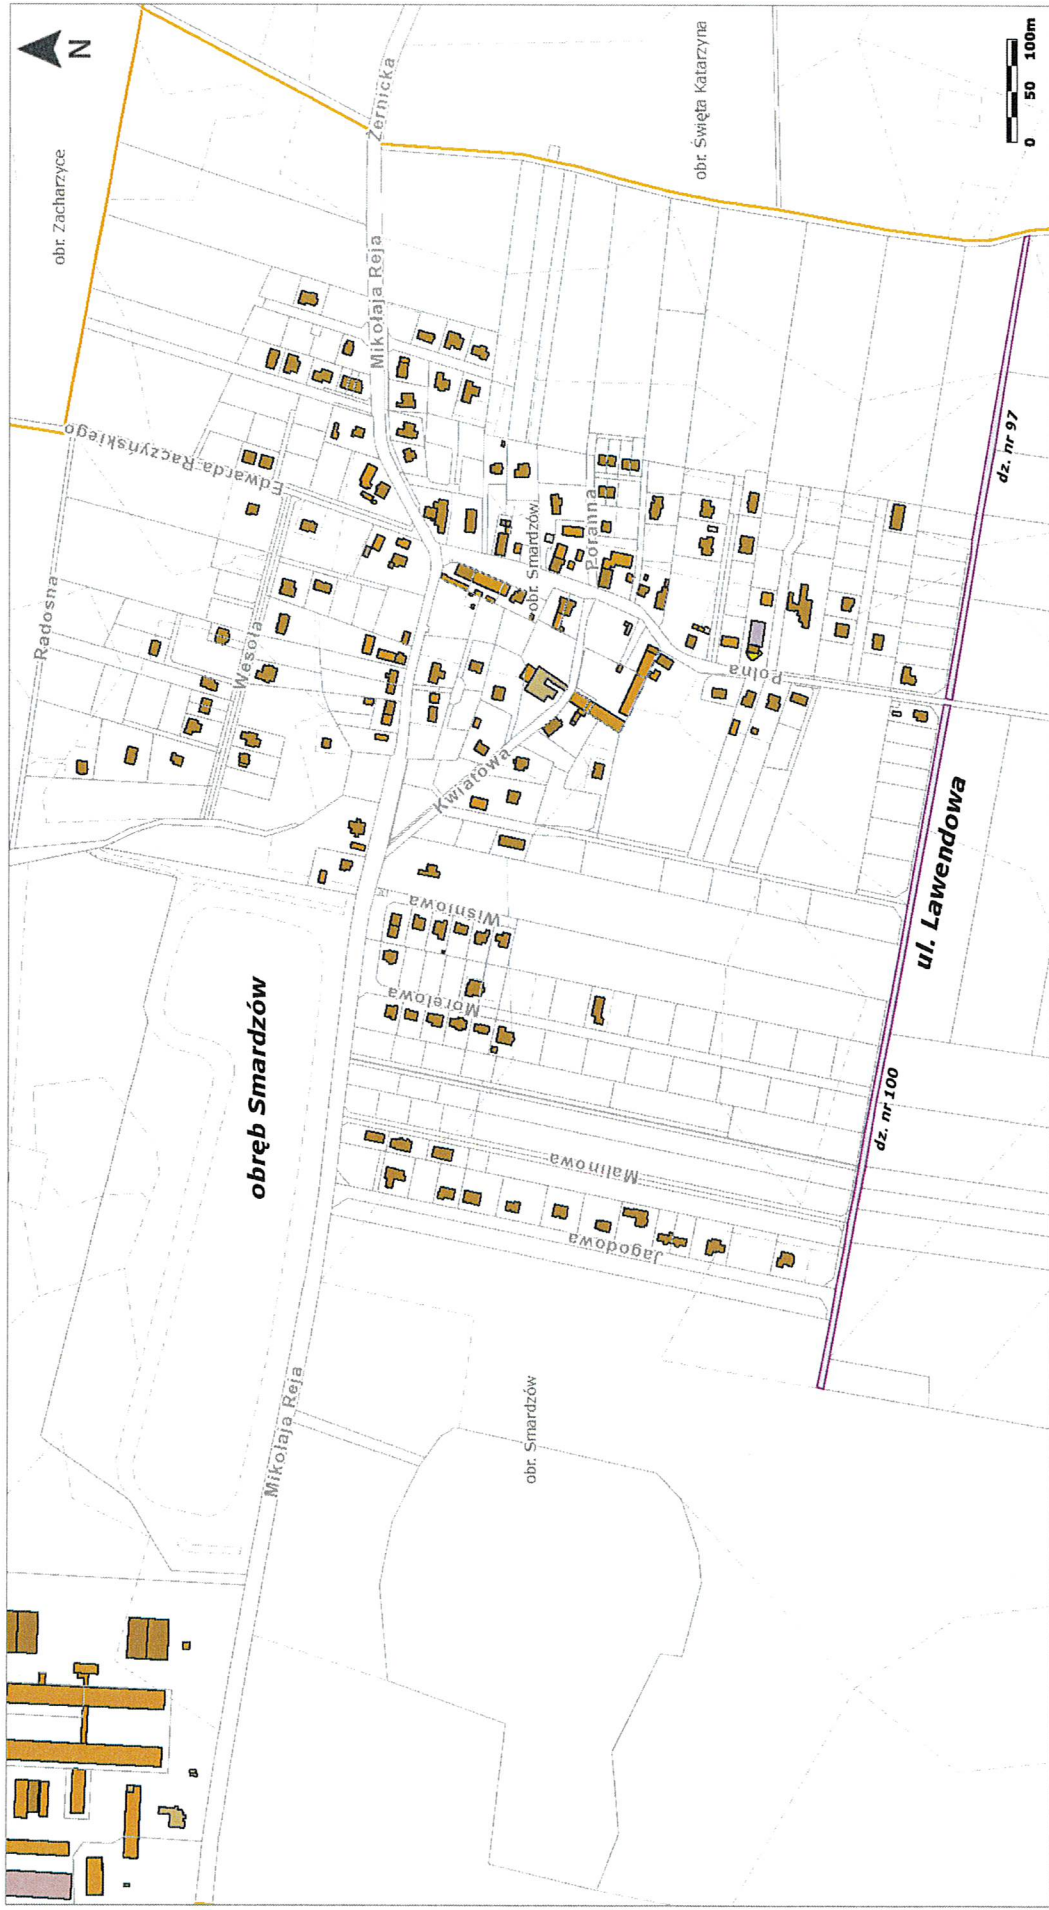 N
obr. Zacharzyce
Żernicka
obr. Święta Katarzyna
0 50 100m
Mikołaja Reja
Edwarda Raczyńskiego
Radosna
Wesoła
obr. Smardzów
Poranna
Polna
Kwiatowa
dz. nr 97
ul. Lawendowa
Wiśniowa
Morelowa
obręb Smardzów
dz. nr 100
Malinowa
Jagodowa
Mikołaja Reja
obr. Smardzów